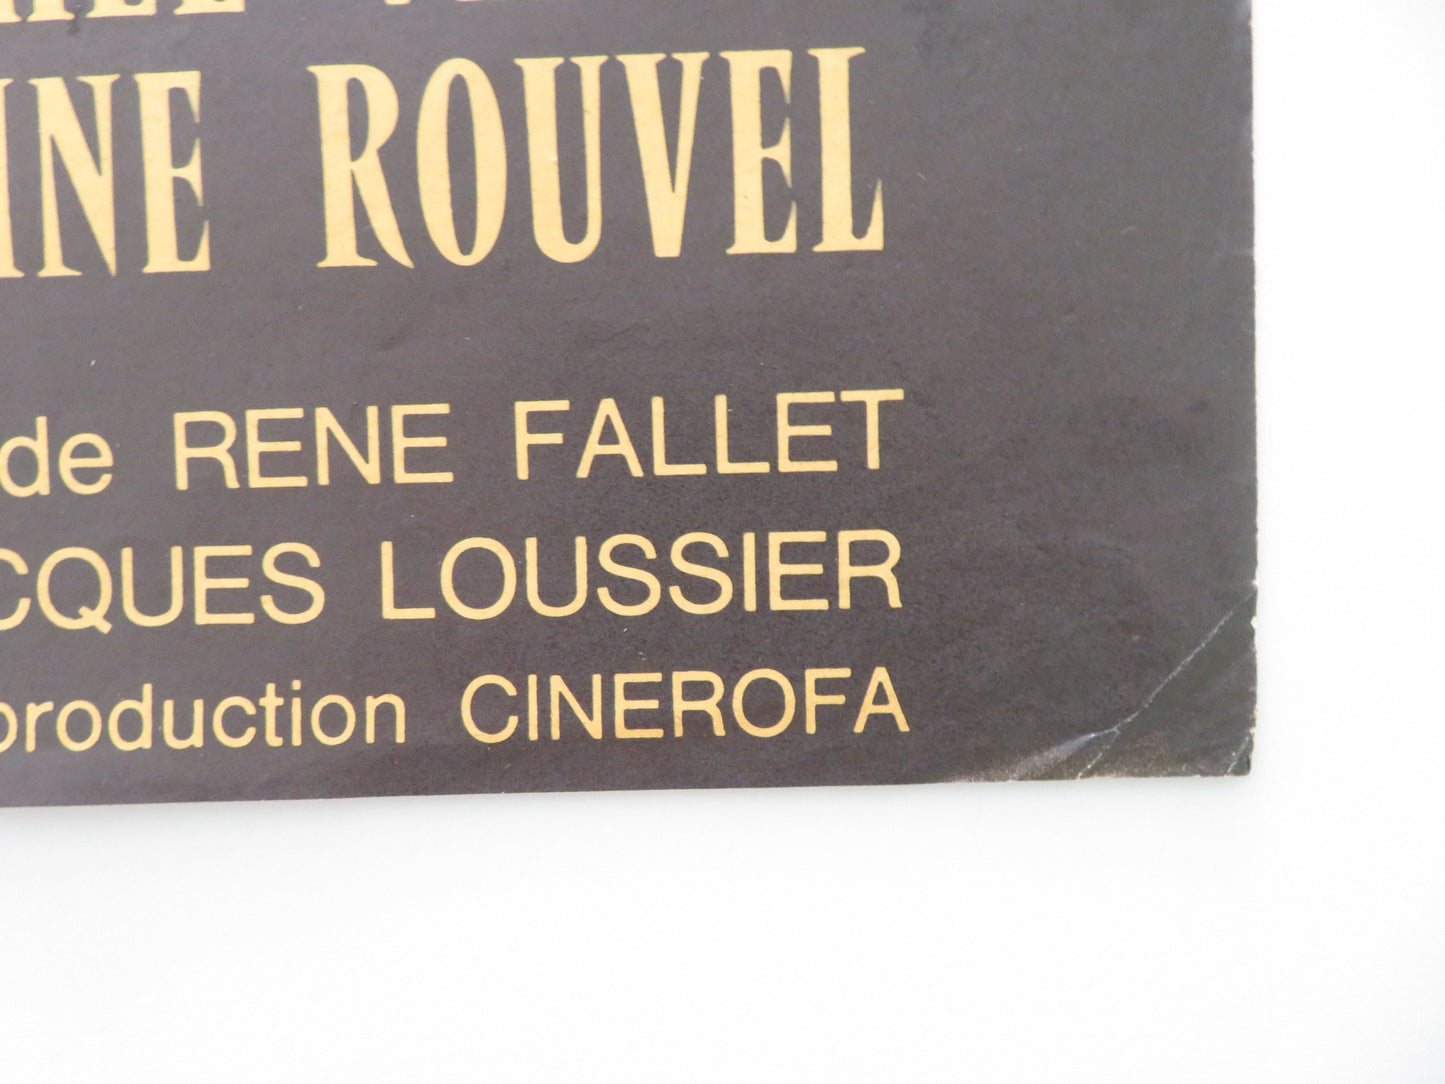 INE ROUVEL
de RENE FALLET
CQUES LOUSSIER
production CINEROFA